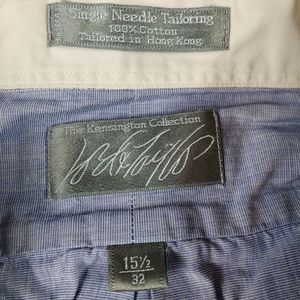 Single Needle Tailoring
100% Cotton
Tailored in Hong Kong
The Kensington Collection
15½
32